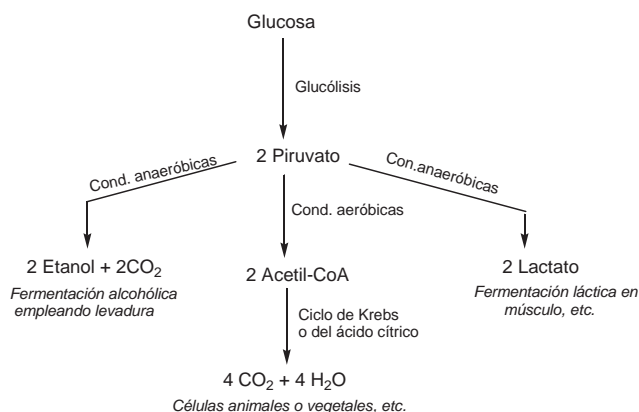 Glucosa
Glucólisis
2 Piruvato
Cond. anaeróbicas
Con.anaeróbicas
Cond. aeróbicas
2 Etanol + 2CO₂
Fermentación alcohólica
empleando levadura
2 Acetil-CoA
2 Lactato
Fermentación láctica en
músculo, etc.
Ciclo de Krebs
o del ácido cítrico
4 CO₂ + 4 H₂O
Células animales o vegetales, etc.